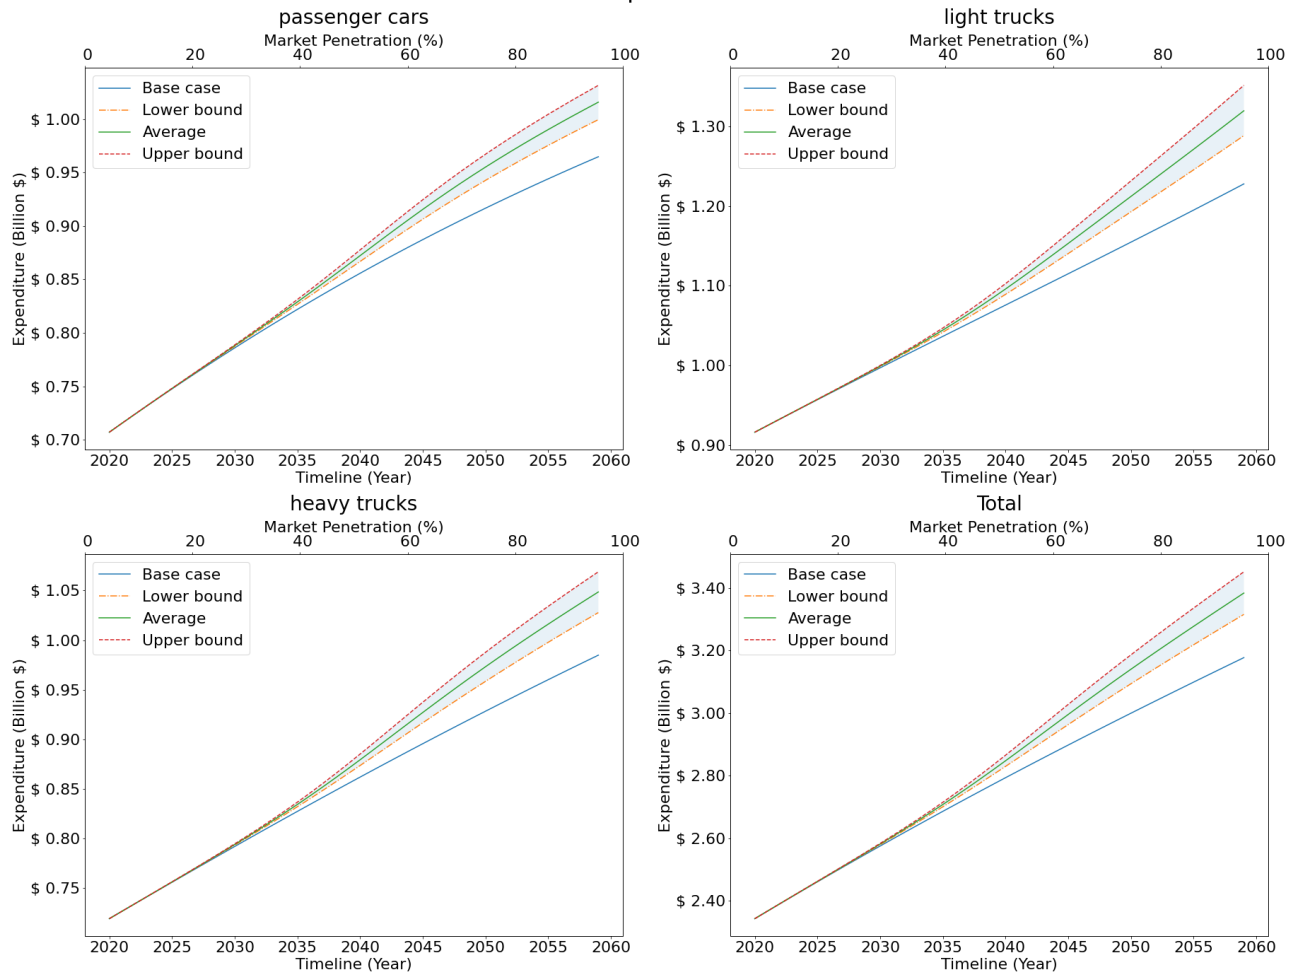 passenger cars
Market Penetration (%)
0 20 40 60 80 100
Base case
Lower bound
Average
Upper bound
Expenditure (Billion $)
$ 1.00
$ 0.95
$ 0.90
$ 0.85
$ 0.80
$ 0.75
$ 0.70
2020 2025 2030 2035 2040 2045 2050 2055 2060
Timeline (Year)
light trucks
Market Penetration (%)
0 20 40 60 80 100
Base case
Lower bound
Average
Upper bound
Expenditure (Billion $)
$ 1.30
$ 1.20
$ 1.10
$ 1.00
$ 0.90
2020 2025 2030 2035 2040 2045 2050 2055 2060
Timeline (Year)
heavy trucks
Market Penetration (%)
0 20 40 60 80 100
Base case
Lower bound
Average
Upper bound
Expenditure (Billion $)
$ 1.05
$ 1.00
$ 0.95
$ 0.90
$ 0.85
$ 0.80
$ 0.75
2020 2025 2030 2035 2040 2045 2050 2055 2060
Timeline (Year)
Total
Market Penetration (%)
0 20 40 60 80 100
Base case
Lower bound
Average
Upper bound
Expenditure (Billion $)
$ 3.40
$ 3.20
$ 3.00
$ 2.80
$ 2.60
$ 2.40
2020 2025 2030 2035 2040 2045 2050 2055 2060
Timeline (Year)